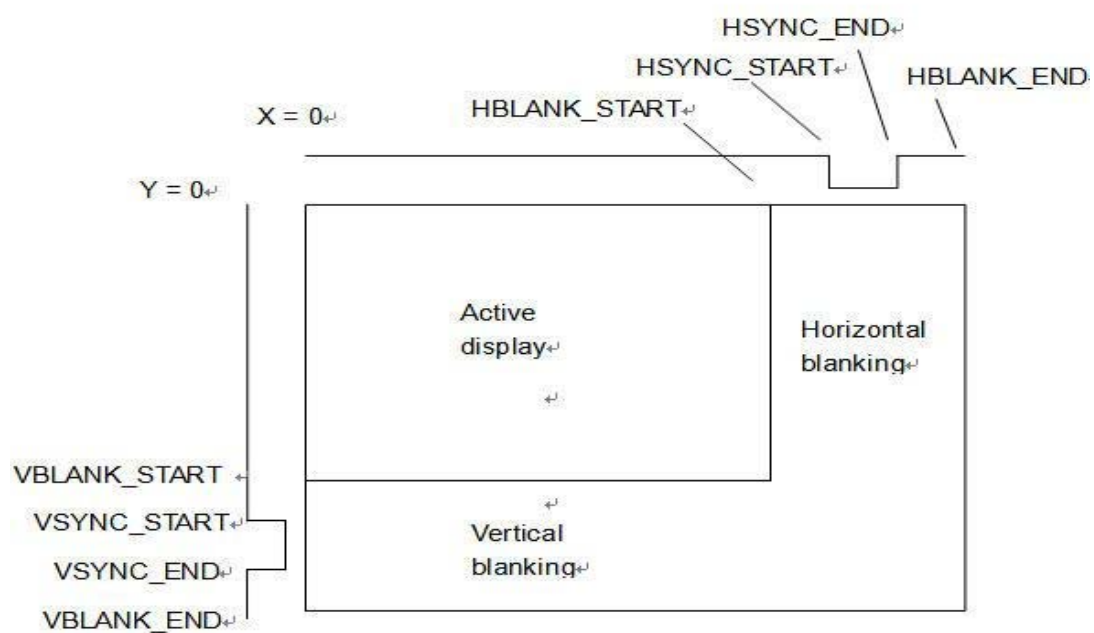 HSYNC_END↵
HSYNC_START↵
HBLANK_END↵
HBLANK_START↵
X = 0↵
Y = 0↵
Active
display↵
↵
Horizontal
blanking↵
VBLANK_START ↵
↵
VSYNC_START↵
Vertical
blanking↵
VSYNC_END↵
VBLANK_END↵